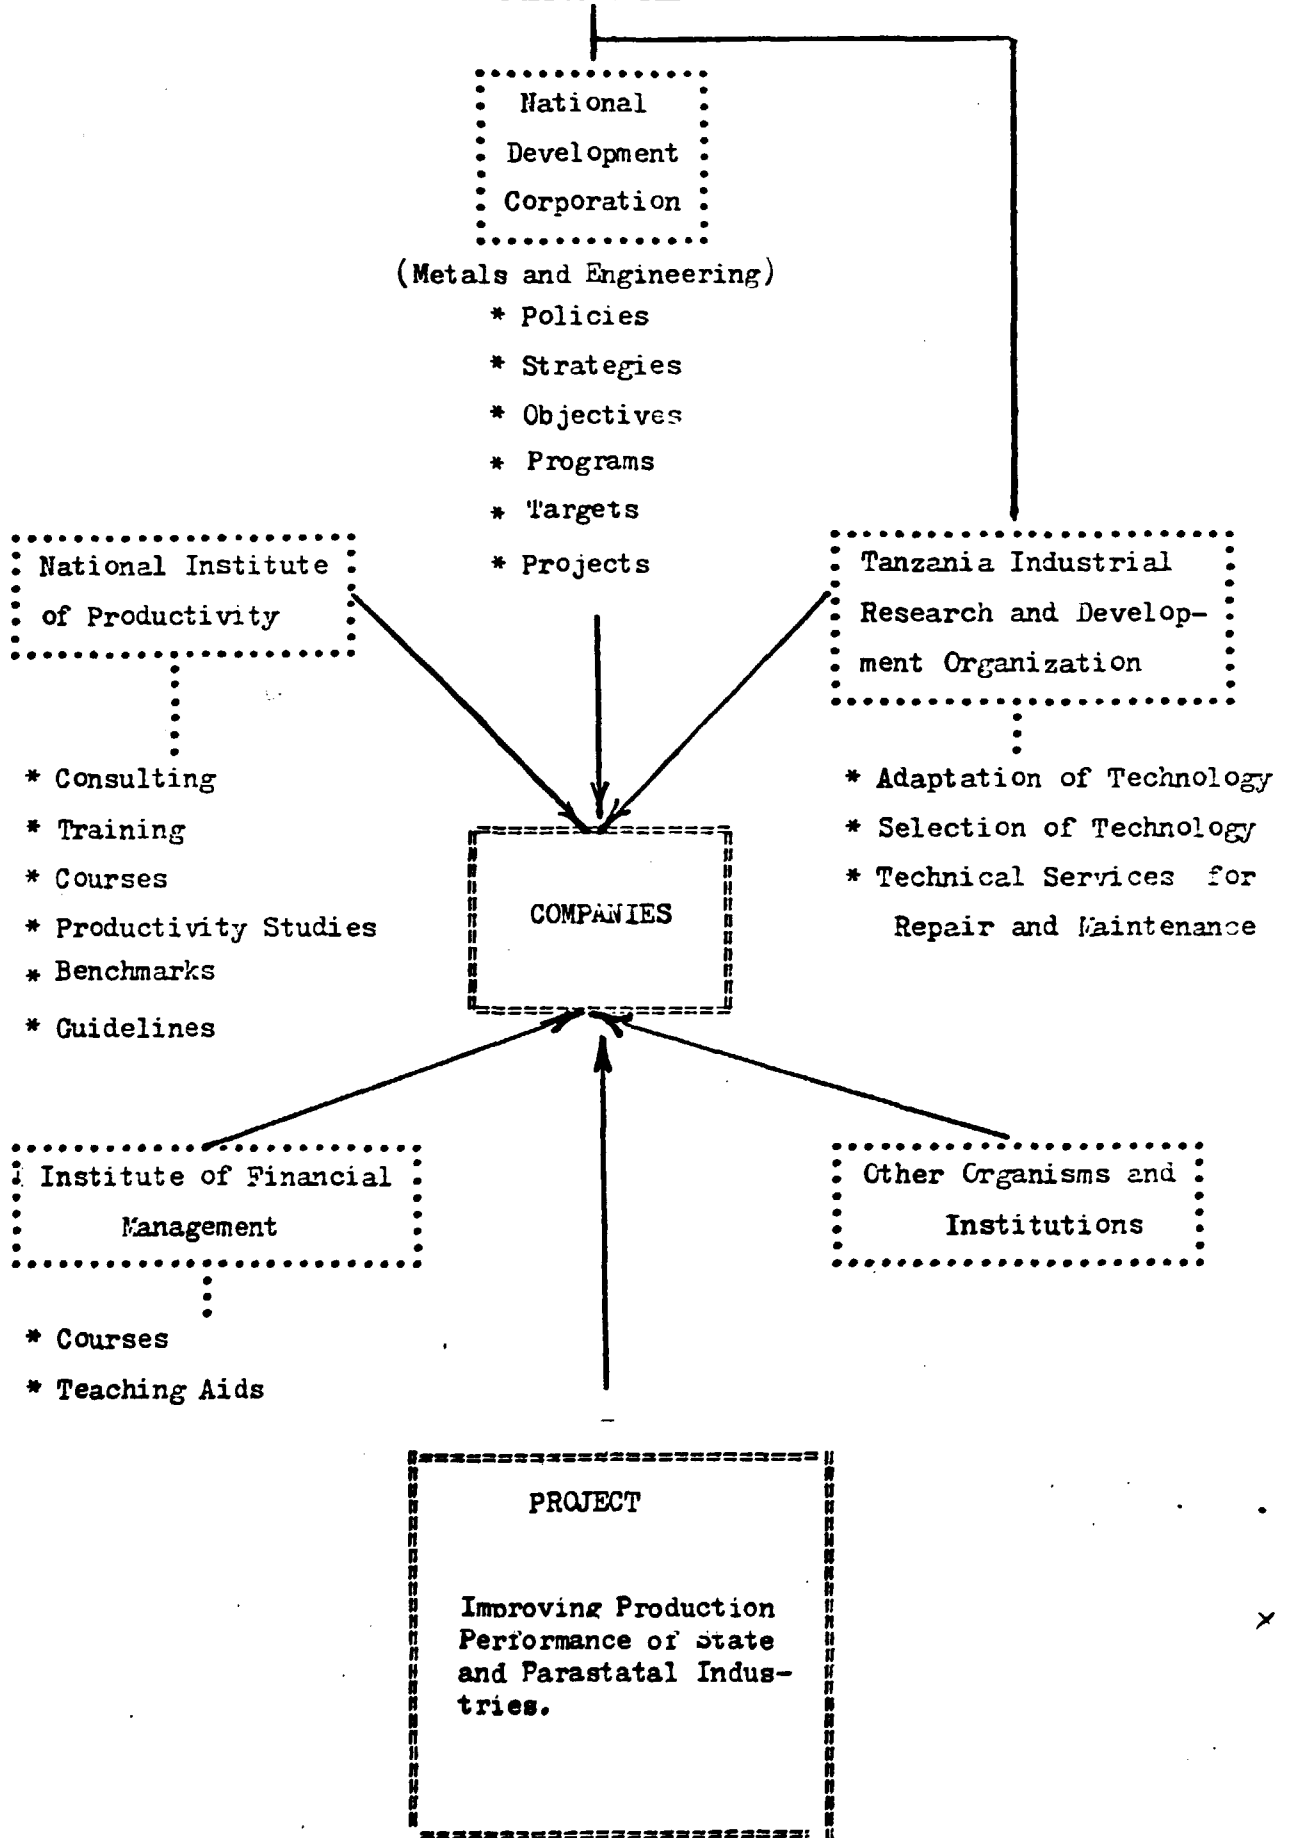 National
Development
Corporation
(Metals and Engineering)
* Policies
* Strategies
* Objectives
* Programs
* Targets
* Projects
National Institute
of Productivity
* Consulting
* Training
* Courses
* Productivity Studies
* Benchmarks
* Guidelines
Tanzania Industrial
Research and Develop-
ment Organization
* Adaptation of Technology
* Selection of Technology
* Technical Services for
Repair and Maintenance
COMPANIES
Institute of Financial
Management
* Courses
* Teaching Aids
Other Organisms and
Institutions
PROJECT
Improving Production
Performance of State
and Parastatal Indus-
tries.